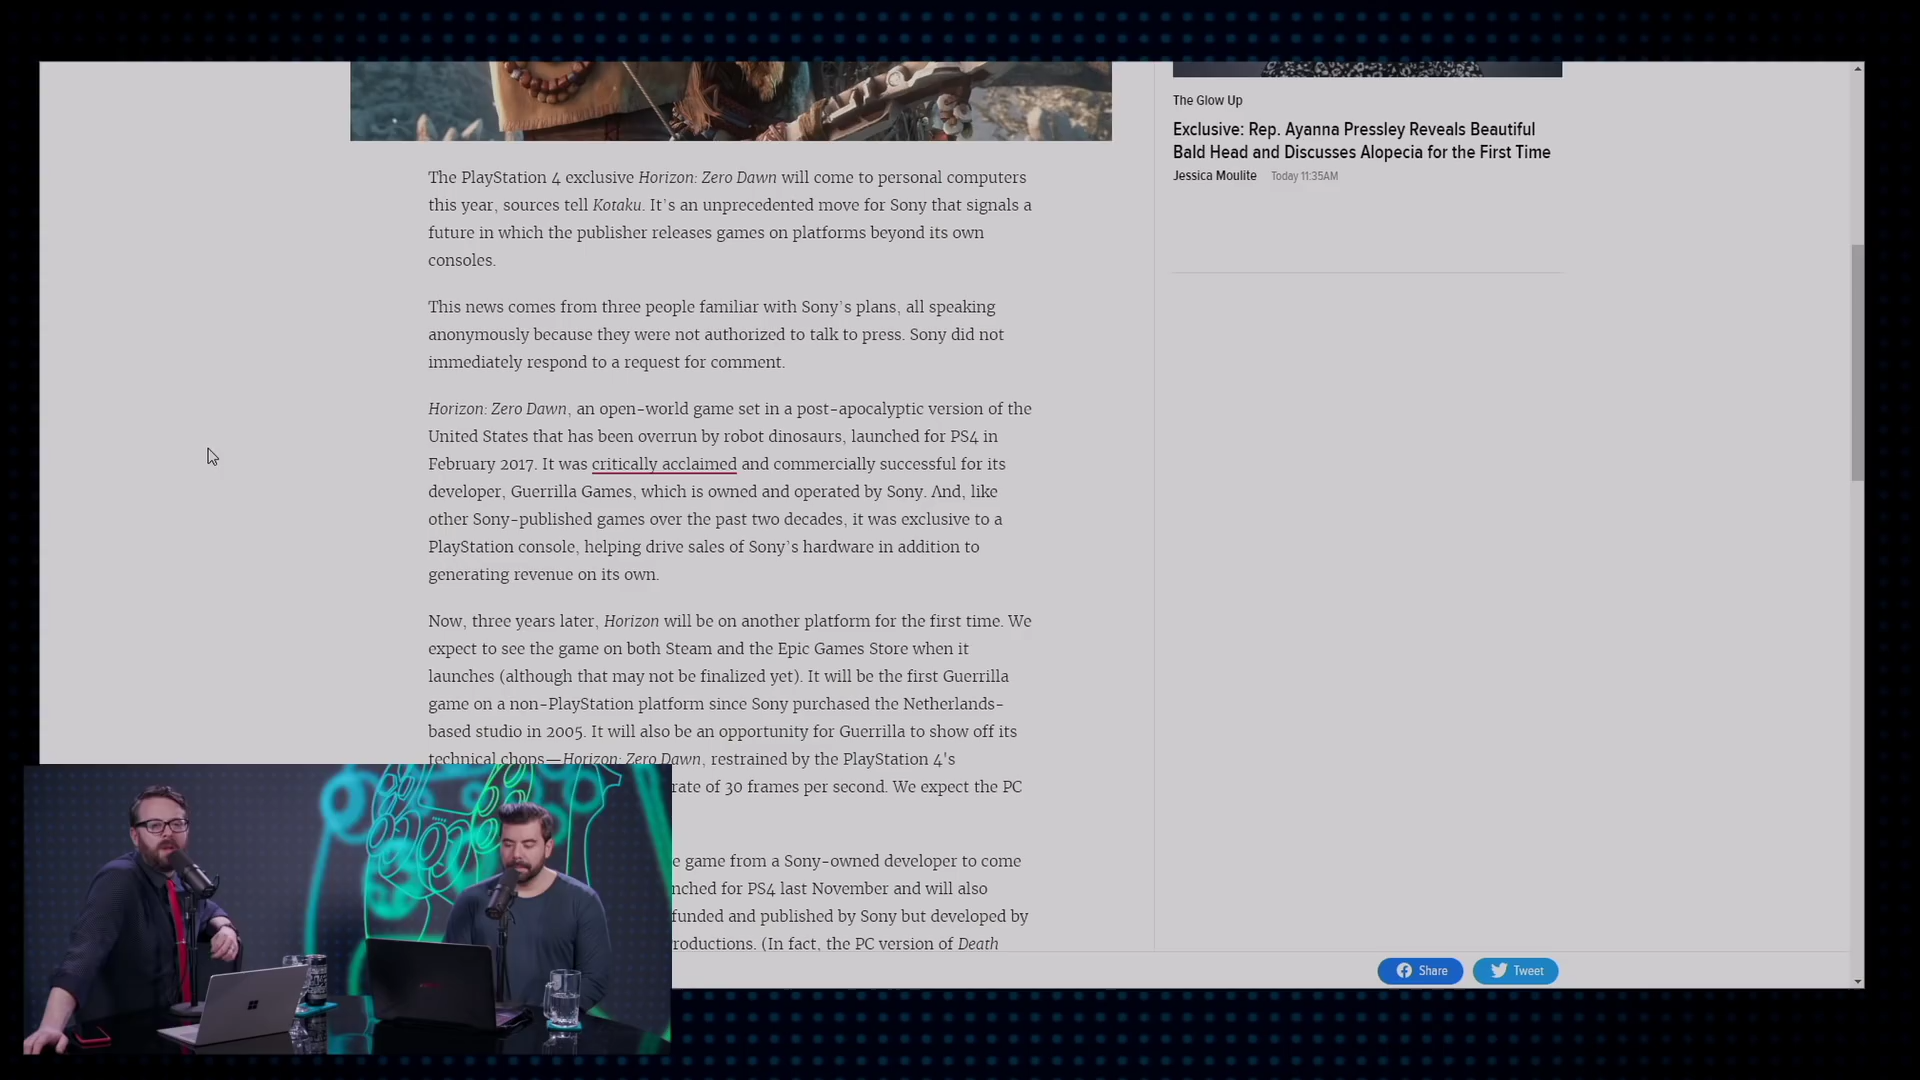 The PlayStation 4 exclusive Horizon: Zero Dawn will come to personal computers
this year, sources tell Kotaku. It's an unprecedented move for Sony that signals a
future in which the publisher releases games on platforms beyond its own
consoles.
This news comes from three people familiar with Sony's plans, all speaking
anonymously because they were not authorized to talk to press. Sony did not
immediately respond to a request for comment.
Horizon: Zero Dawn, an open-world game set in a post-apocalyptic version of the
United States that has been overrun by robot dinosaurs, launched for PS4 in
February 2017. It was critically acclaimed and commercially successful for its
developer, Guerrilla Games, which is owned and operated by Sony. And, like
other Sony-published games over the past two decades, it was exclusive to a
PlayStation console, helping drive sales of Sony's hardware in addition to
generating revenue on its own.
Now, three years later, Horizon will be on another platform for the first time. We
expect to see the game on both Steam and the Epic Games Store when it
launches (although that may not be finalized yet). It will be the first Guerrilla
game on a non-PlayStation platform since Sony purchased the Netherlands-
based studio in 2005. It will also be an opportunity for Guerrilla to show off its
technical chops—Horizon: Zero Dawn, restrained by the PlayStation 4's
rate of 30 frames per second. We expect the PC
e game from a Sony-owned developer to come
nched for PS4 last November and will also
funded and published by Sony but developed by
roductions. (In fact, the PC version of Death
The Glow Up
Exclusive: Rep. Ayanna Pressley Reveals Beautiful
Bald Head and Discusses Alopecia for the First Time
Jessica Moulite Today 11:35AM
Share Tweet